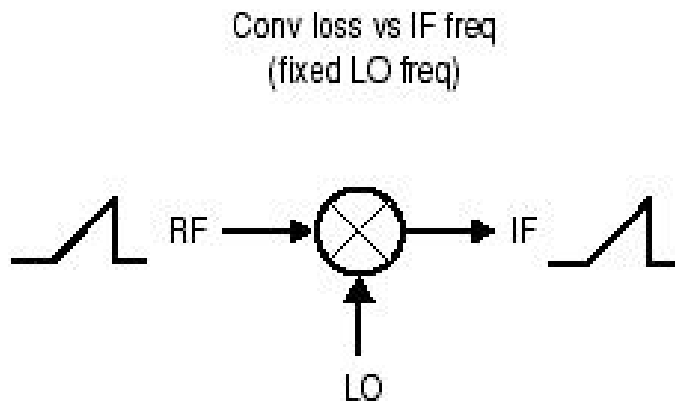 Conv loss vs IF freq
(fixed LO freq)
RF
IF
LO